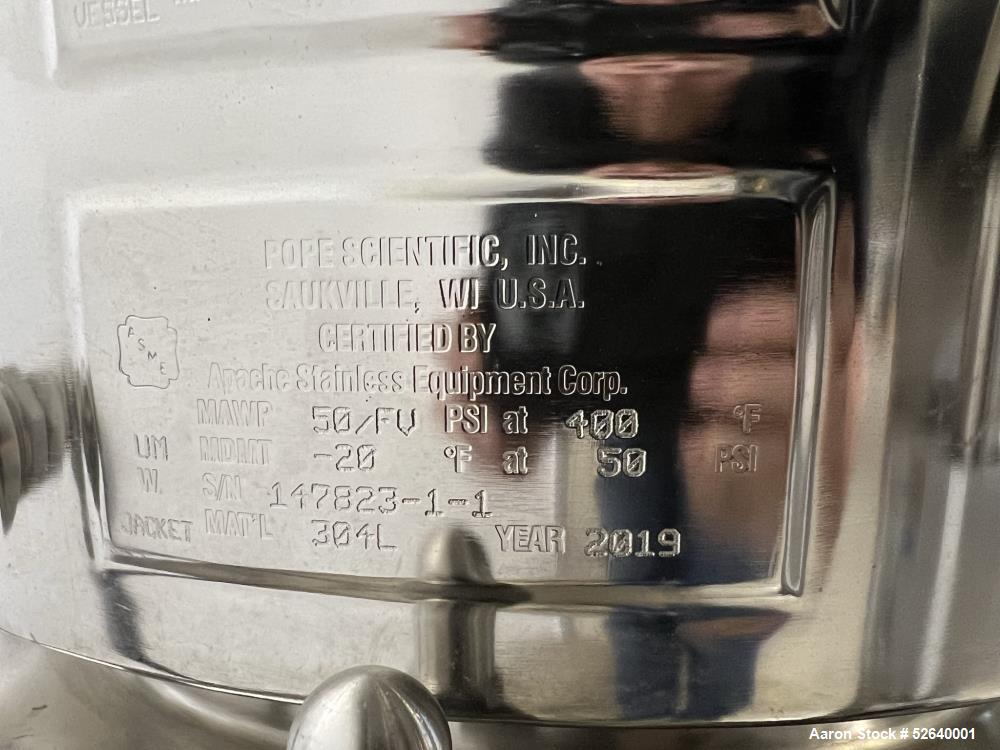 VESSEL
POPE SCIENTIFIC, INC.
SAUKVILLE, WI U.S.A.
CERTIFIED BY
ASME
Apache Stainless Equipment Corp.
MAWP 50/FV PSI at 400 °F
UM MDMT -20 °F at 50 PSI
W. S/N 147823-1-1
JACKET MAT'L 304L YEAR 2019
Aaron Stock # 52640001